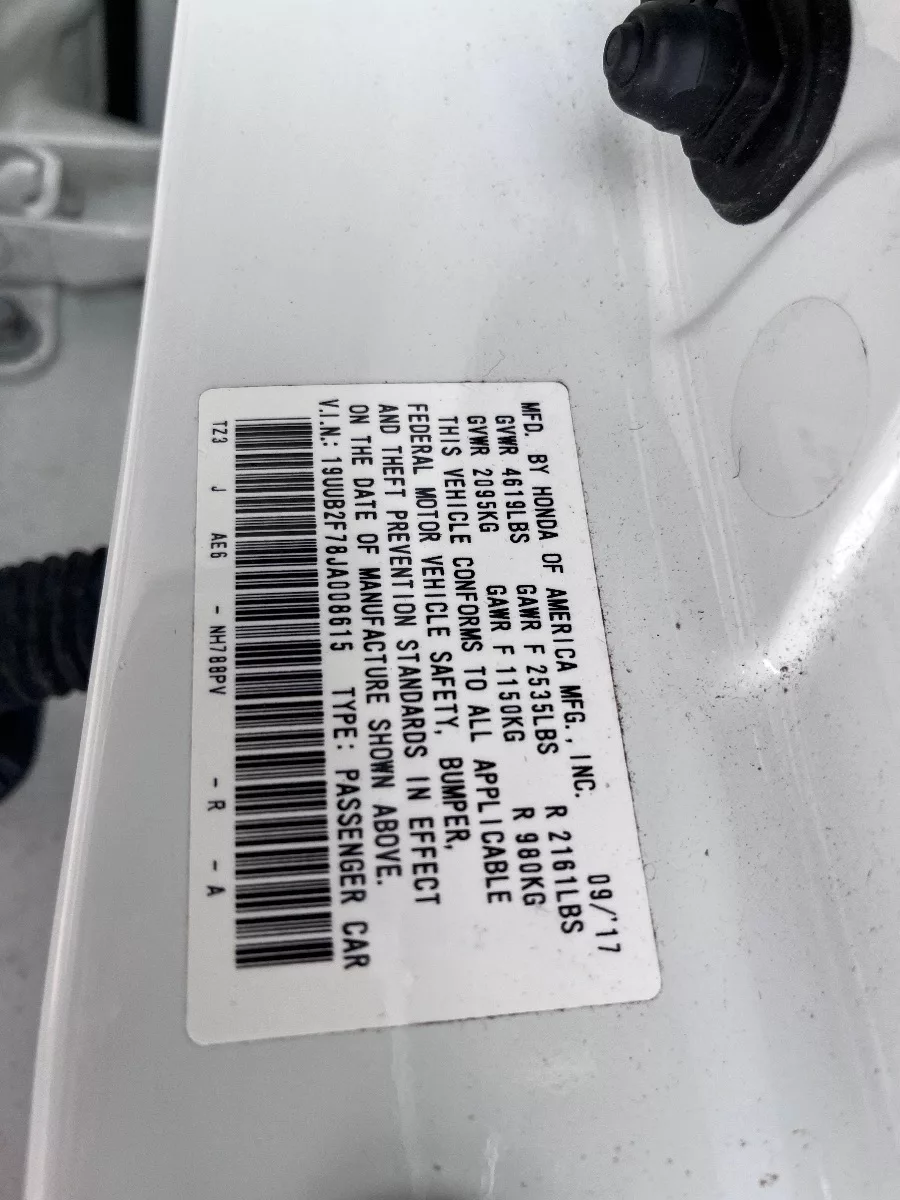 MFD. BY HONDA OF AMERICA MFG., INC. 09/'17
GVWR 4619LBS GAWR F 2535LBS R 2161LBS
GVWR 2095KG GAWR F 1150KG R 980KG
THIS VEHICLE CONFORMS TO ALL APPLICABLE
FEDERAL MOTOR VEHICLE SAFETY, BUMPER,
AND THEFT PREVENTION STANDARDS IN EFFECT
ON THE DATE OF MANUFACTURE SHOWN ABOVE.
V.I.N.: 19UUB2F78JA008615 TYPE: PASSENGER CAR
TZ3 J AE6 - NH788PV - R - A